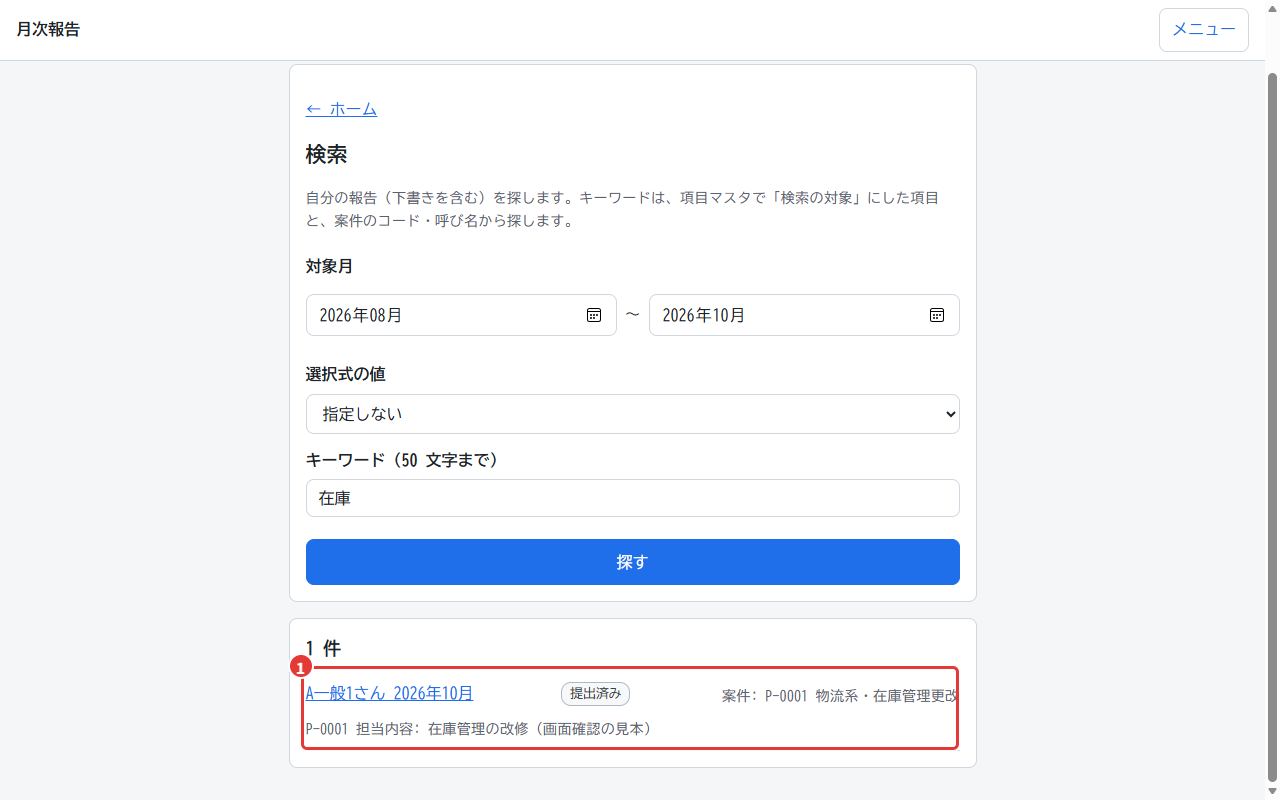 月次報告
メニュー
← ホーム
検索
自分の報告（下書きを含む）を探します。キーワードは、項目マスタで「検索の対象」にした項目
と、案件のコード・呼び名から探します。
対象月
2026年08月 ～ 2026年10月
選択式の値
指定しない
キーワード（50 文字まで）
在庫
探す
1 件
1
A一般1さん 2026年10月 提出済み 案件: P-0001 物流系・在庫管理更改
P-0001 担当内容: 在庫管理の改修（画面確認の見本）